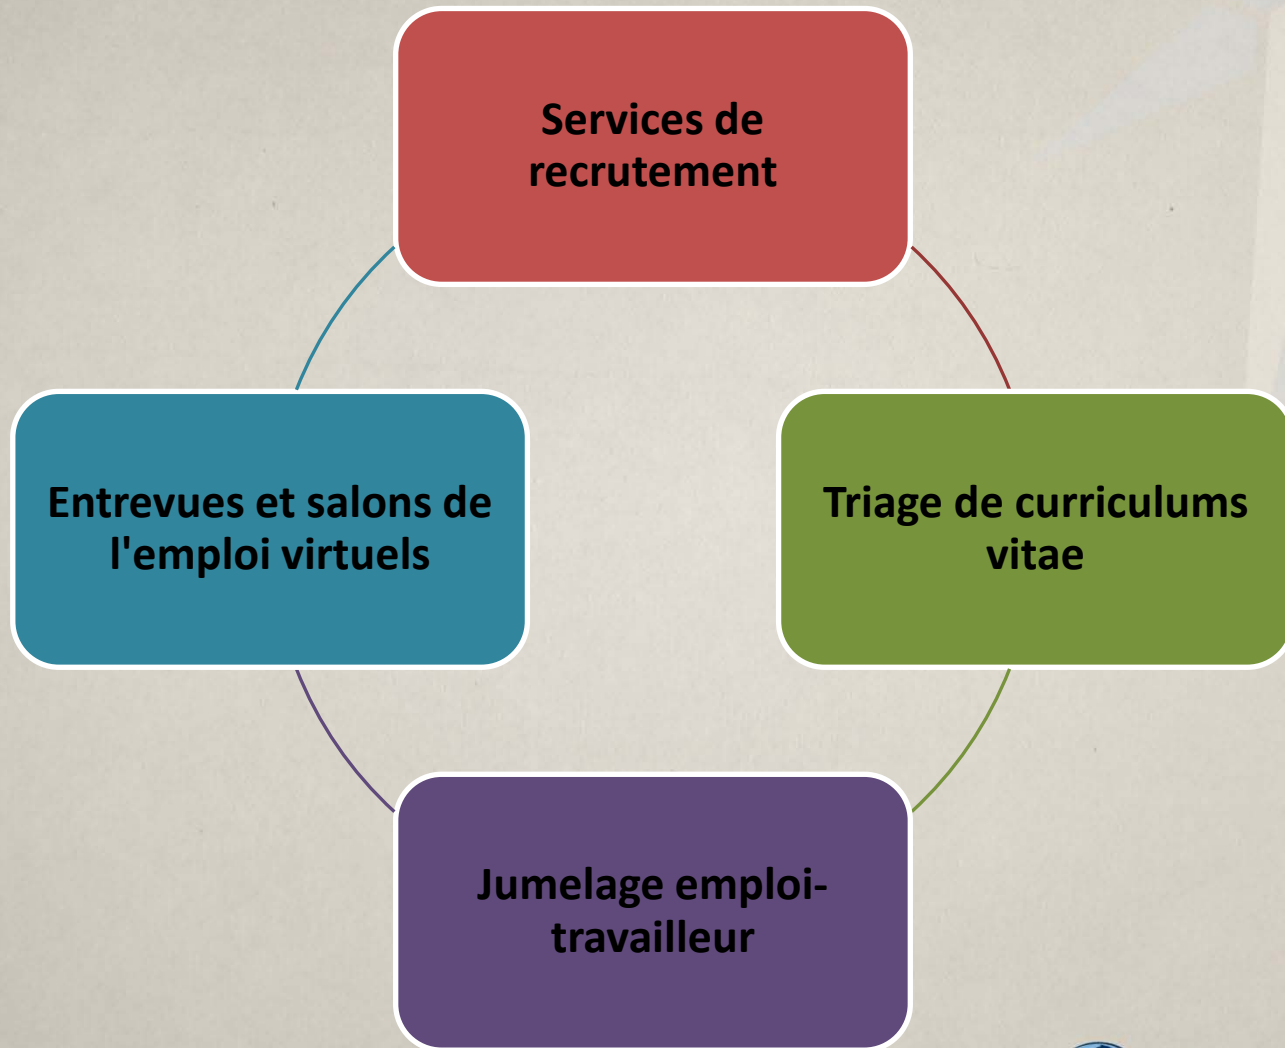 Services de
recrutement
Entrevues et salons de
l'emploi virtuels
Triage de curriculums
vitae
Jumelage emploi-
travailleur